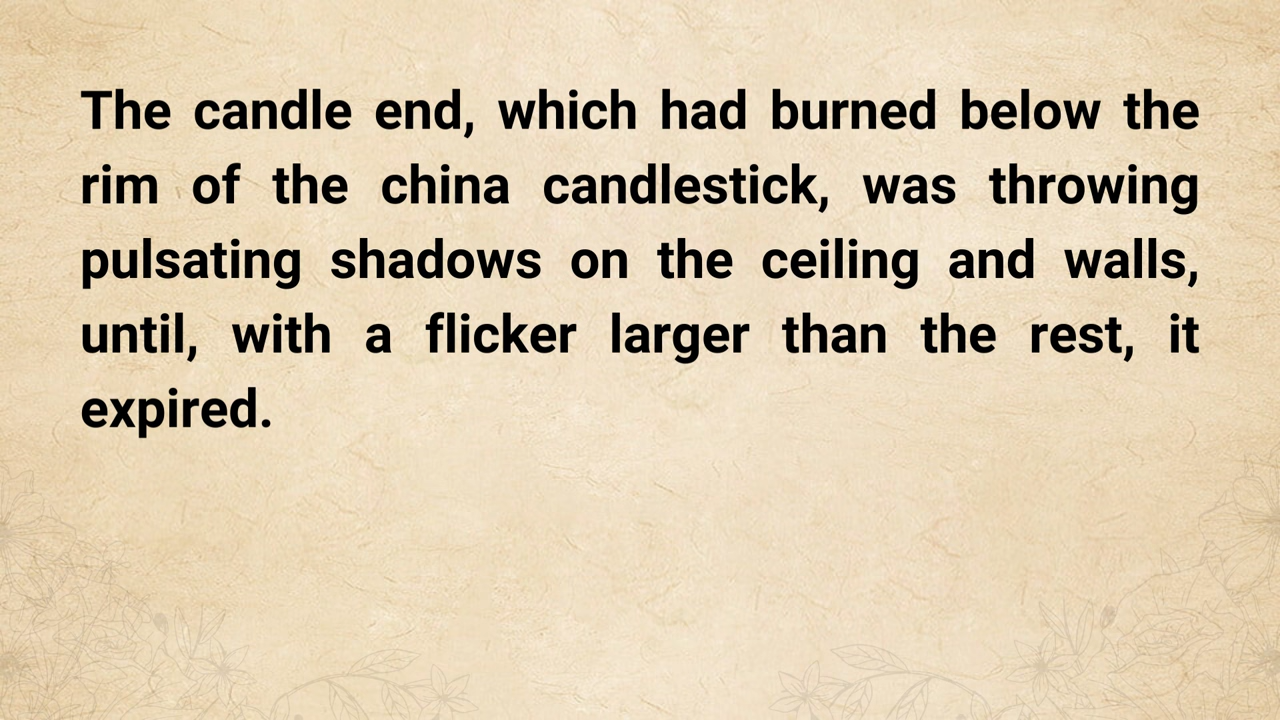 The candle end, which had burned below the
rim of the china candlestick, was throwing
pulsating shadows on the ceiling and walls,
until, with a flicker larger than the rest, it
expired.